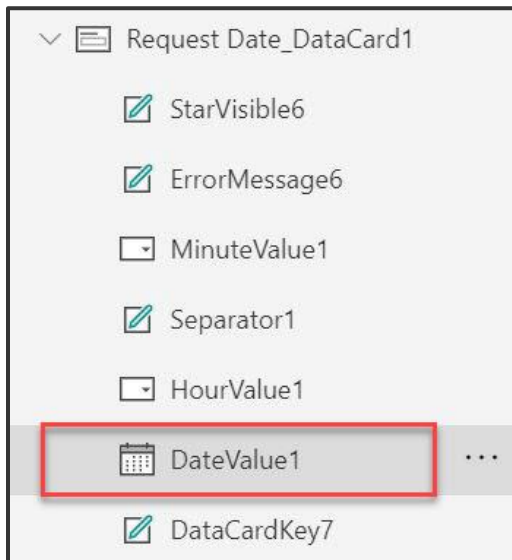 Request Date_DataCard1
StarVisible6
ErrorMessage6
MinuteValue1
Separator1
HourValue1
DateValue1
DataCardKey7